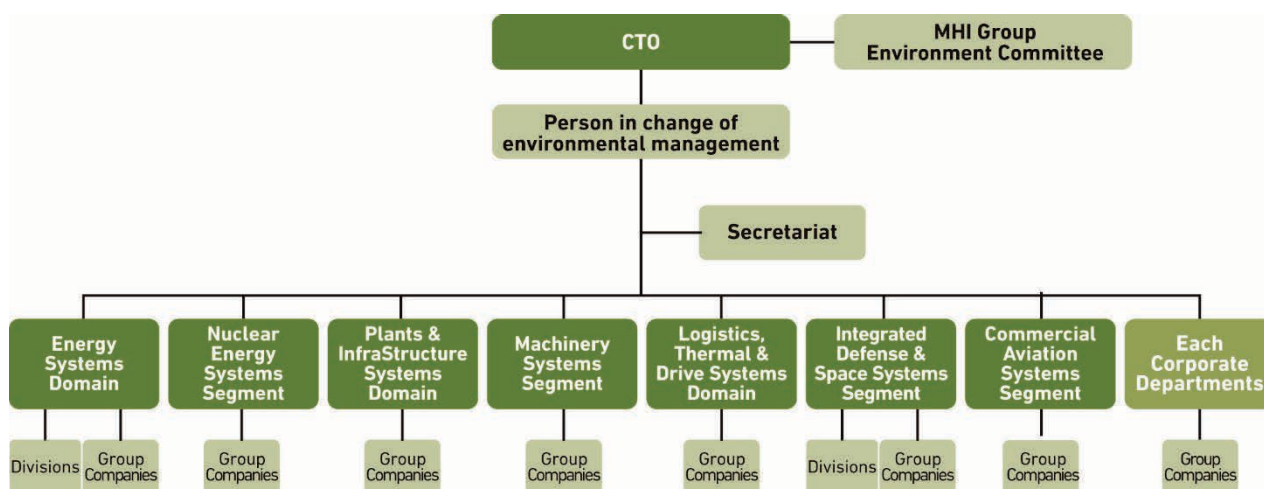 CTO
MHI Group
Environment Committee
Person in change of
environmental management
Secretariat
Energy
Systems
Domain
Nuclear
Energy
Systems
Segment
Plants &
InfraStructure
Systems
Domain
Machinery
Systems
Segment
Logistics,
Thermal &
Drive Systems
Domain
Integrated
Defense &
Space Systems
Segment
Commercial
Aviation
Systems
Segment
Each
Corporate
Departments
Divisions
Group
Companies
Group
Companies
Group
Companies
Group
Companies
Group
Companies
Divisions
Group
Companies
Group
Companies
Group
Companies